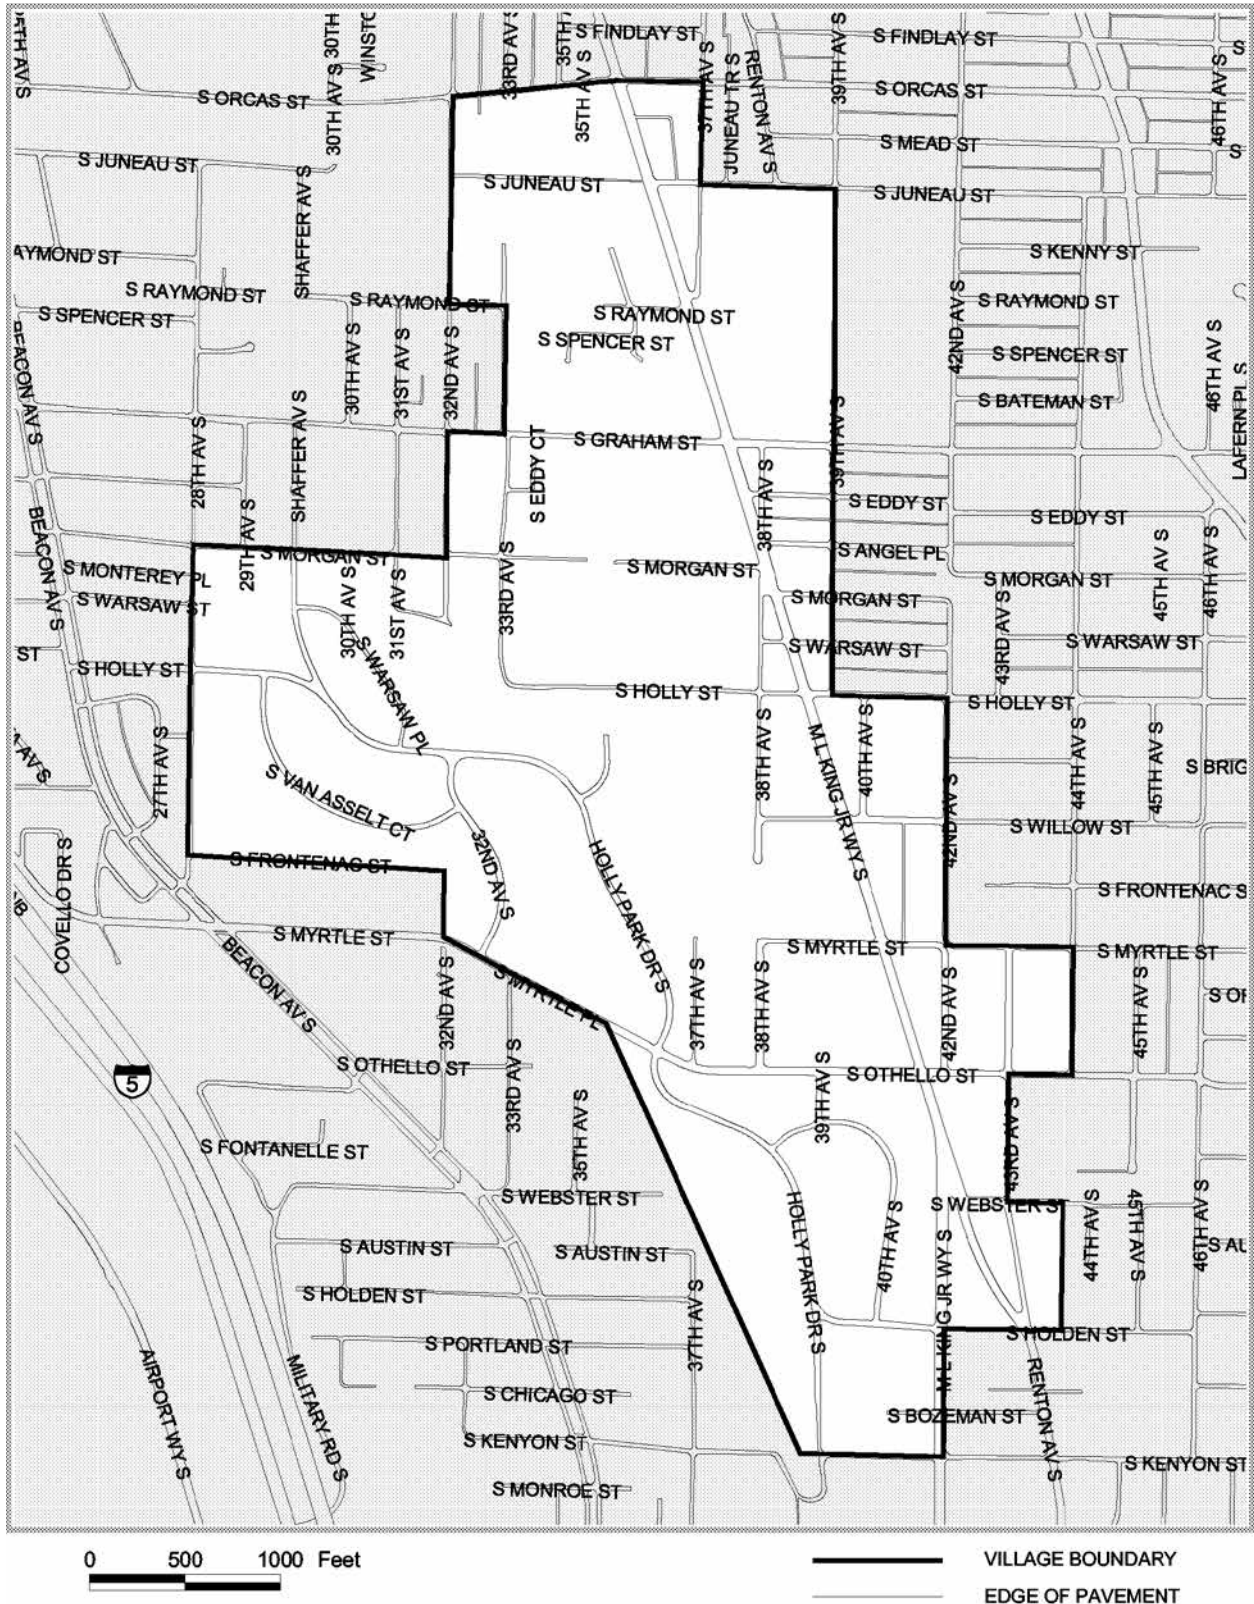 5TH AV S
30TH
WINSTO
33RD AV S
35TH
S FINDLAY ST
S FINDLAY ST
S
35TH AV S
37TH AV S
JUNEAU TR S
RENTON AV S
39TH AV S
46TH AV S
S ORCAS ST
30TH AV S
S ORCAS ST
S MEAD ST
S
S JUNEAU ST
SHAFFER AV S
S JUNEAU ST
S JUNEAU ST
AYMOND ST
S KENNY ST
S RAYMOND ST
S RAYMOND ST
S RAYMOND ST
S RAYMOND ST
S SPENCER ST
S SPENCER ST
S SPENCER ST
42ND AV S
46TH AV S
BEACON AV S
30TH AV S
31ST AV S
32ND AV S
S BATEMAN ST
LAFERN PL S
28TH AV S
SHAFFER AV S
S GRAHAM ST
39TH AV S
S EDDY CT
38TH AV S
S EDDY ST
S EDDY ST
BEACON AV S
29TH AV S
S MORGAN ST
S ANGEL PL
45TH AV S
46TH AV S
S MONTEREY PL
S MORGAN ST
S MORGAN ST
S WARSAW ST
30TH AV S
31ST AV S
33RD AV S
S MORGAN ST
43RD AV S
ST
S WARSAW PL
S WARSAW ST
S WARSAW ST
S HOLLY ST
S HOLLY ST
S HOLLY ST
A AV S
27TH AV S
38TH AV S
M L KING JR WY S
40TH AV S
44TH AV S
45TH AV S
S BRIG
S VAN ASSELT CT
42ND AV S
S WILLOW ST
COVELLO DR S
S FRONTENAC ST
32ND AV S
HOLLY PARK DR S
S FRONTENAC S
NB
S MYRTLE ST
BEACON AV S
S MYRTLE ST
S MYRTLE ST
S MYRTLE PL
32ND AV S
37TH AV S
38TH AV S
42ND AV S
45TH AV S
5
S OTHELLO ST
33RD AV S
39TH AV S
S OTHELLO ST
35TH AV S
43RD AV S
S FONTANELLE ST
S WEBSTER ST
HOLLY PARK DR S
40TH AV S
S WEBSTER ST
44TH AV S
45TH AV S
46TH AV S
S AUSTIN ST
S AUSTIN ST
S AU
S HOLDEN ST
37TH AV S
M L KING JR WY S
S HOLDEN ST
AIRPORT WY S
MILITARY RD S
S PORTLAND ST
RENTON AV S
S CHICAGO ST
S BOZEMAN ST
S KENYON ST
S KENYON ST
S MONROE ST
0 500 1000 Feet
VILLAGE BOUNDARY
EDGE OF PAVEMENT